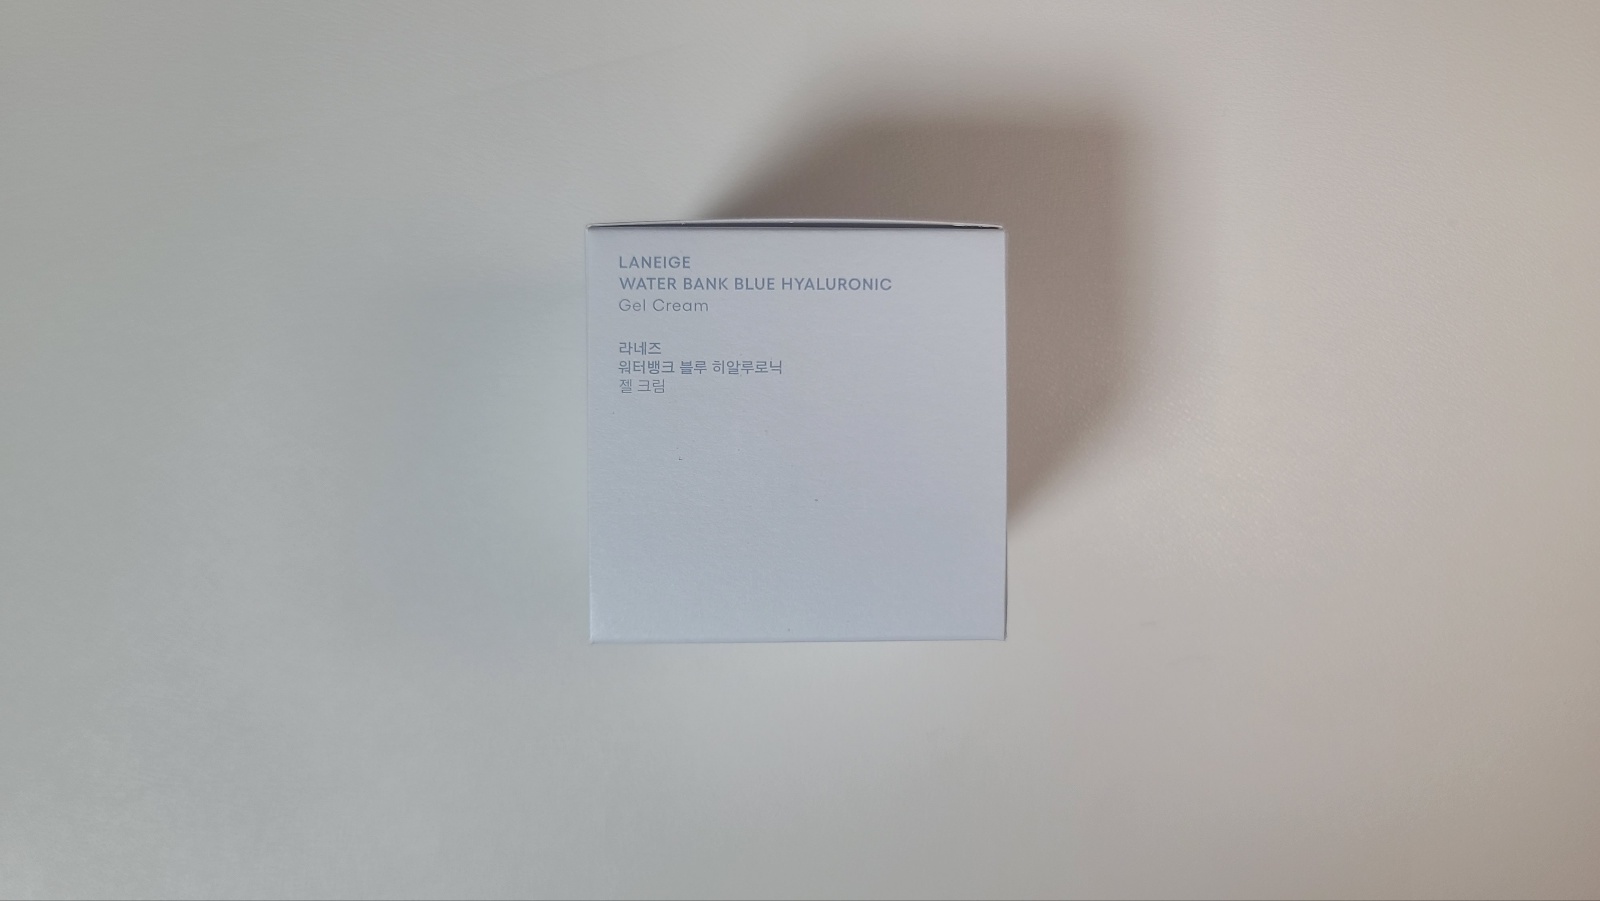 LANEIGE
WATER BANK BLUE HYALURONIC
Gel Cream
라네즈
워터뱅크 블루 히알루로닉
젤 크림